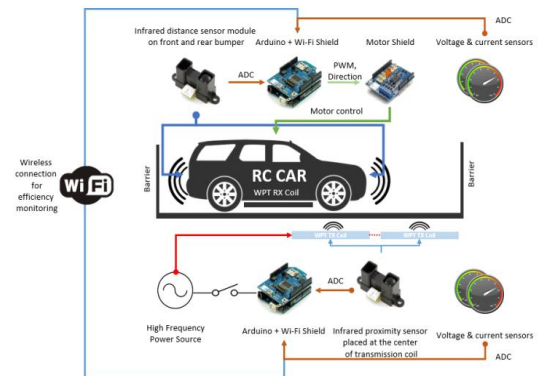 ADC
Infrared distance sensor module
on front and rear bumper
Arduino + Wi-Fi Shield
Motor Shield
Voltage & current sensors
ADC
PWM,
Direction
Motor control
Wireless
connection
for
efficiency
monitoring
WiFi
Barrier
RC CAR
WPT RX Coil
Barrier
WPT TX Coil
WPT TX Coil
ADC
High Frequency
Power Source
Arduino + Wi-Fi Shield
Infrared proximity sensor
placed at the center
of transmission coil
Voltage & current sensors
ADC